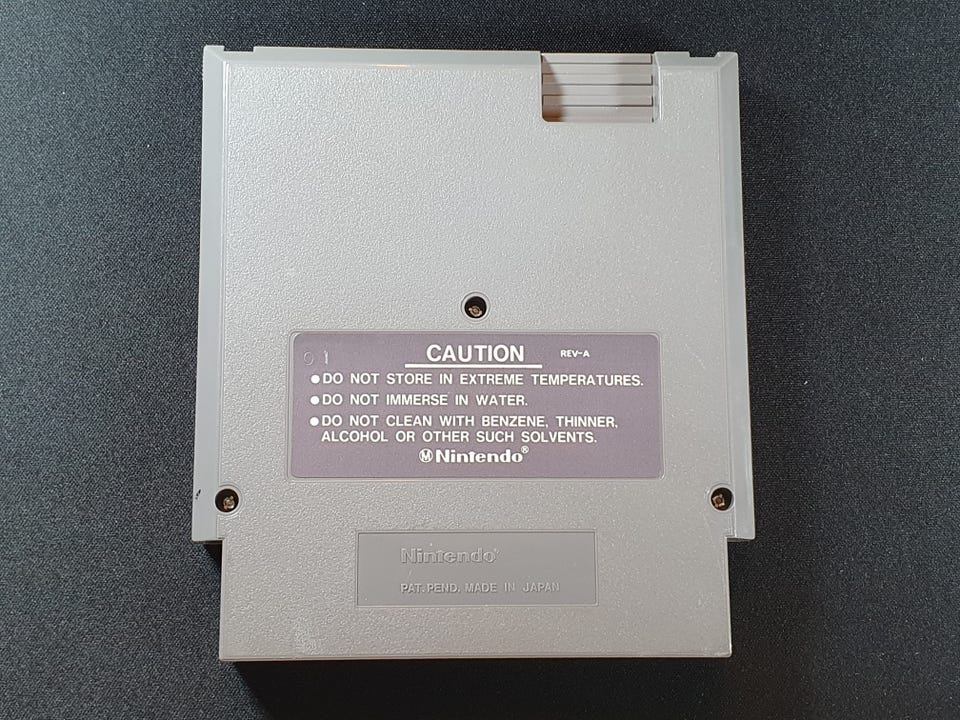 01
CAUTION REV-A
●DO NOT STORE IN EXTREME TEMPERATURES.
●DO NOT IMMERSE IN WATER.
●DO NOT CLEAN WITH BENZENE, THINNER,
ALCOHOL OR OTHER SUCH SOLVENTS.
Ⓜ Nintendo®
Nintendo®
PAT. PEND. MADE IN JAPAN